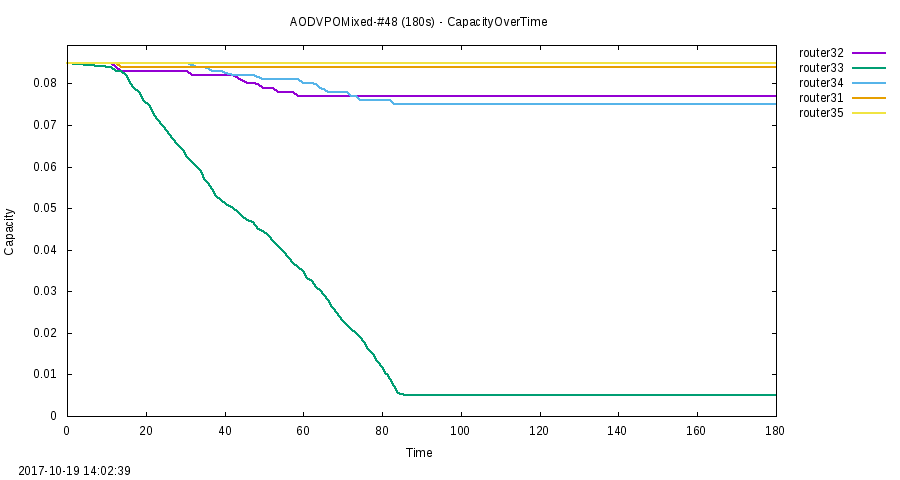 AODVPOMixed-#48 (180s) - CapacityOverTime
router32
router33
router34
router31
router35
Capacity
0.08
0.07
0.06
0.05
0.04
0.03
0.02
0.01
0
0 20 40 60 80 100 120 140 160 180
Time
2017-10-19 14:02:39